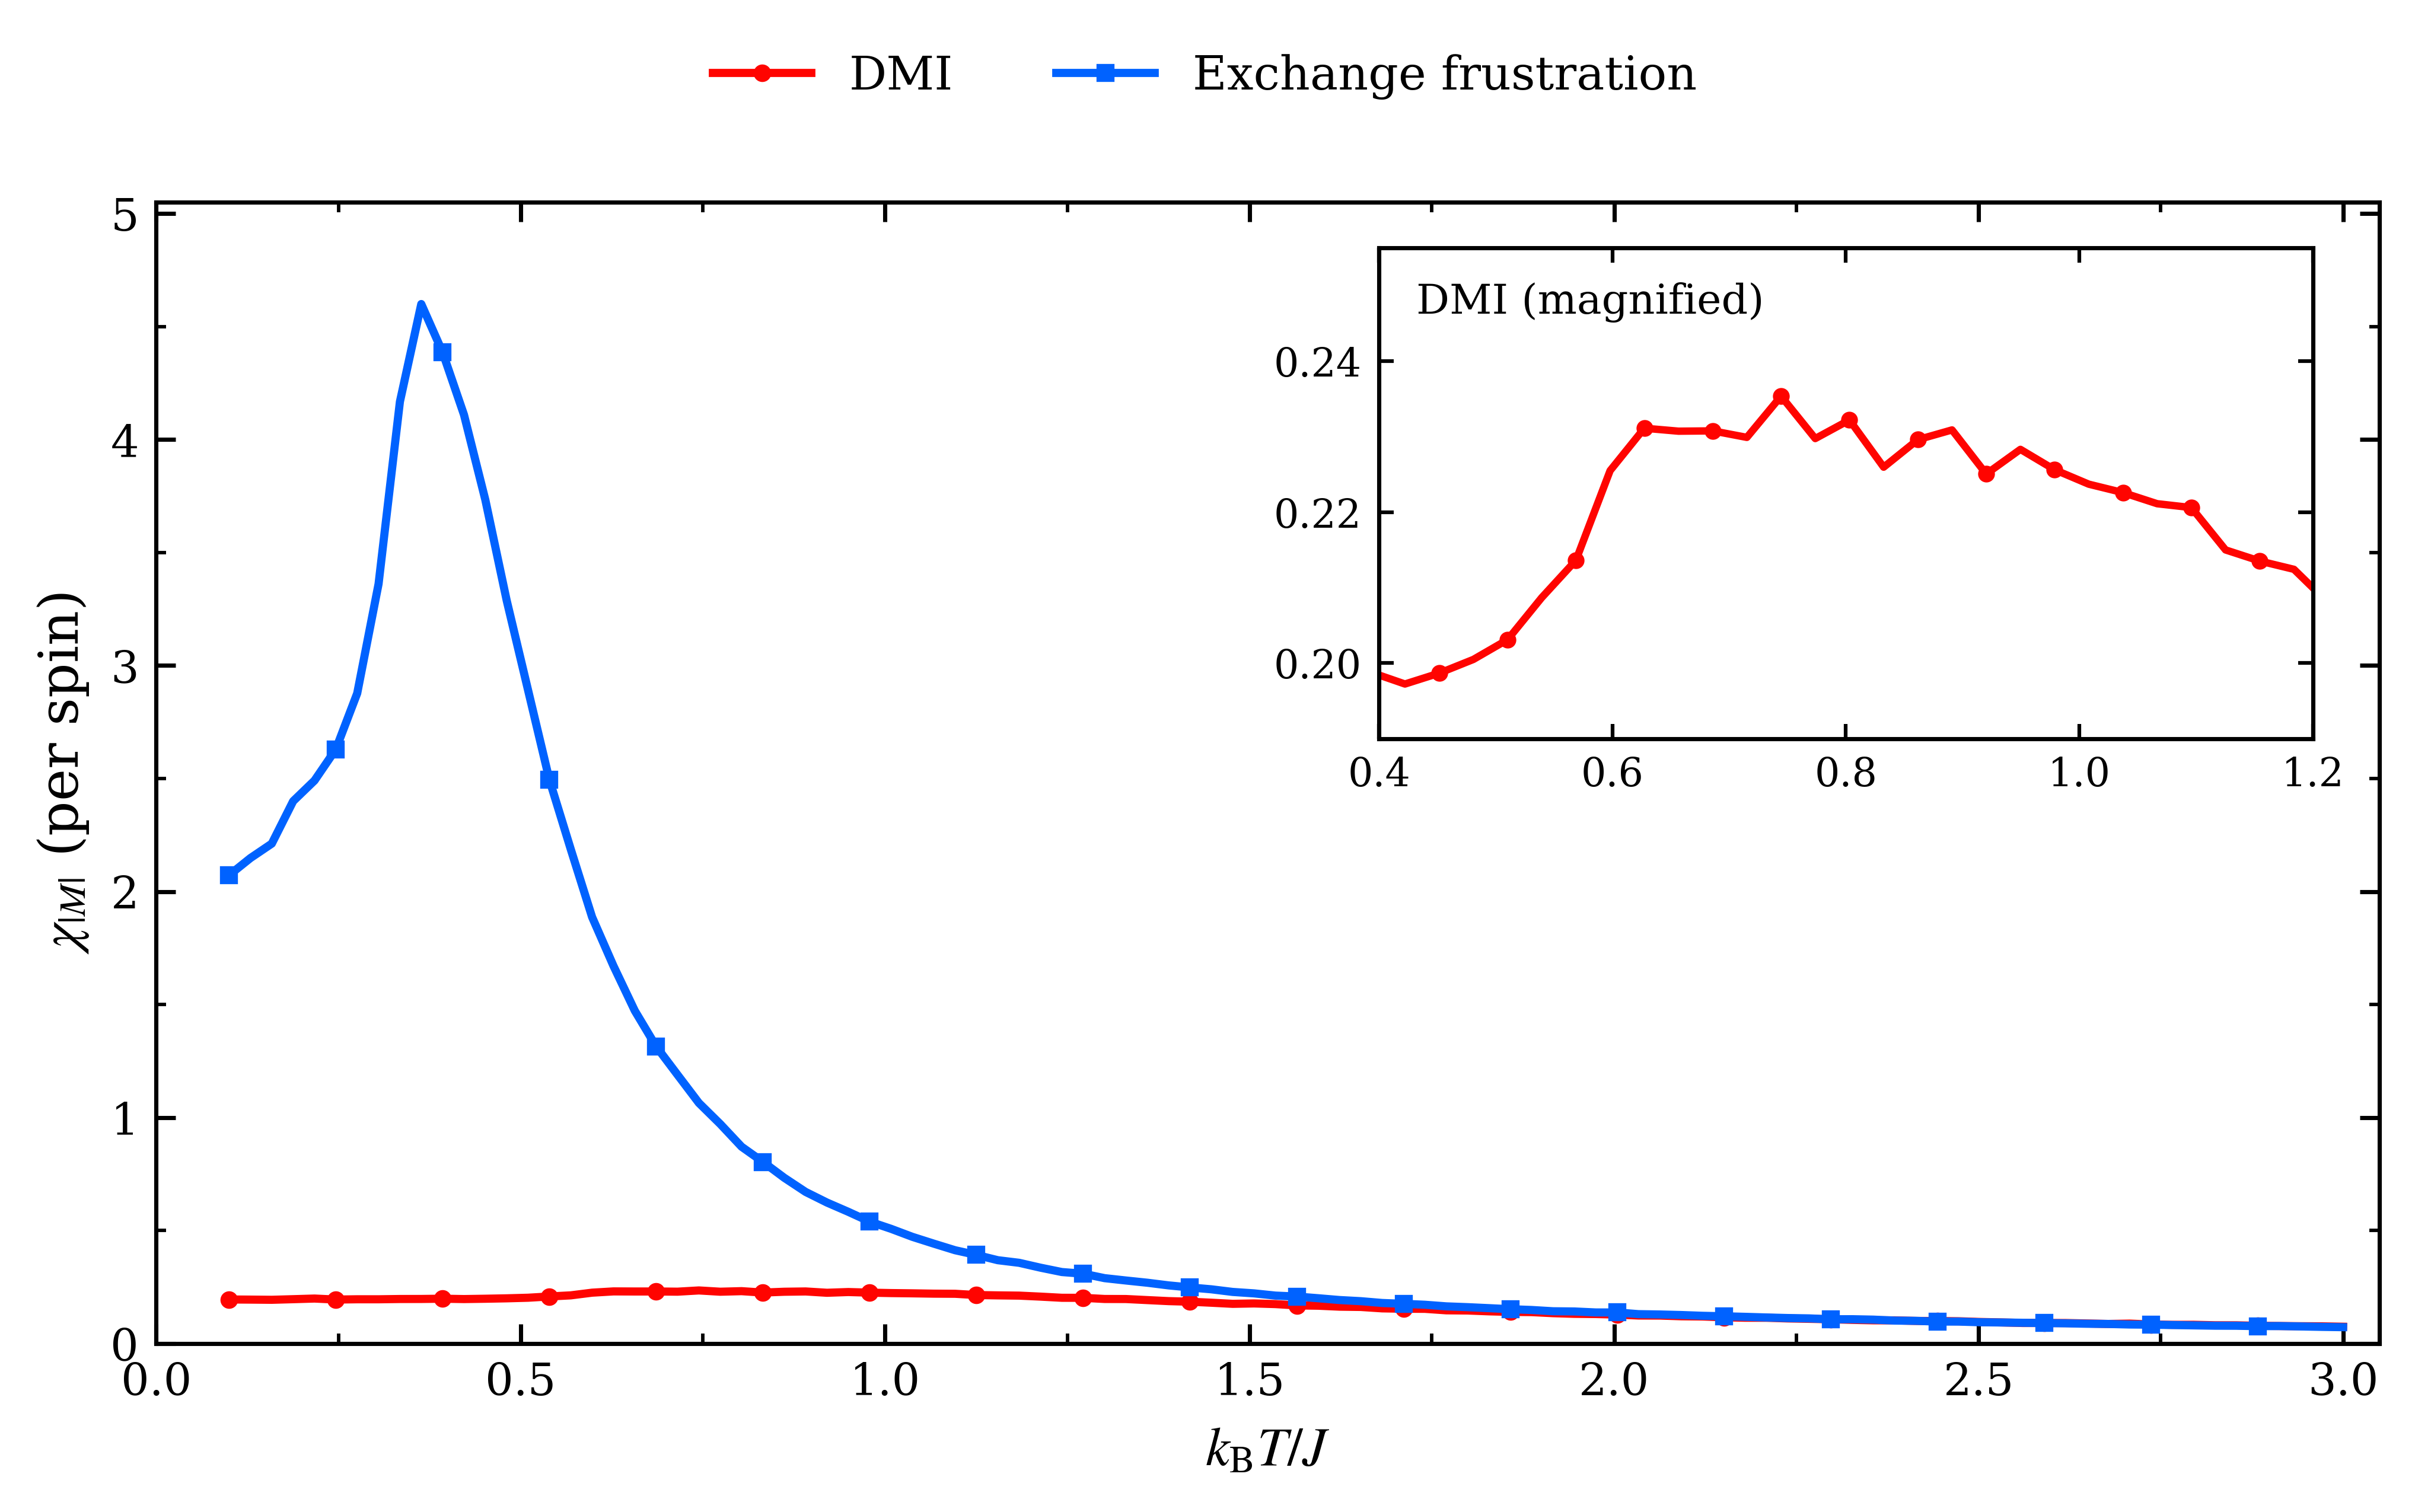 DMI
Exchange frustration
5
4
3
2
1
0
χ|M| (per spin)
DMI (magnified)
0.24
0.22
0.20
0.4 0.6 0.8 1.0 1.2
0.0 0.5 1.0 1.5 2.0 2.5 3.0
kBT/J